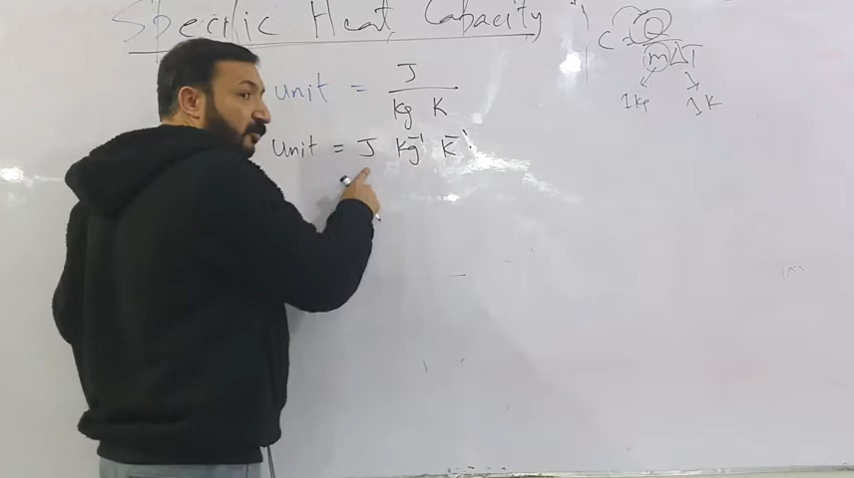 Specific Heat Capacity
C = Q / mΔT
1kg 1K
unit = J / kg K
unit = J kg⁻¹ K⁻¹